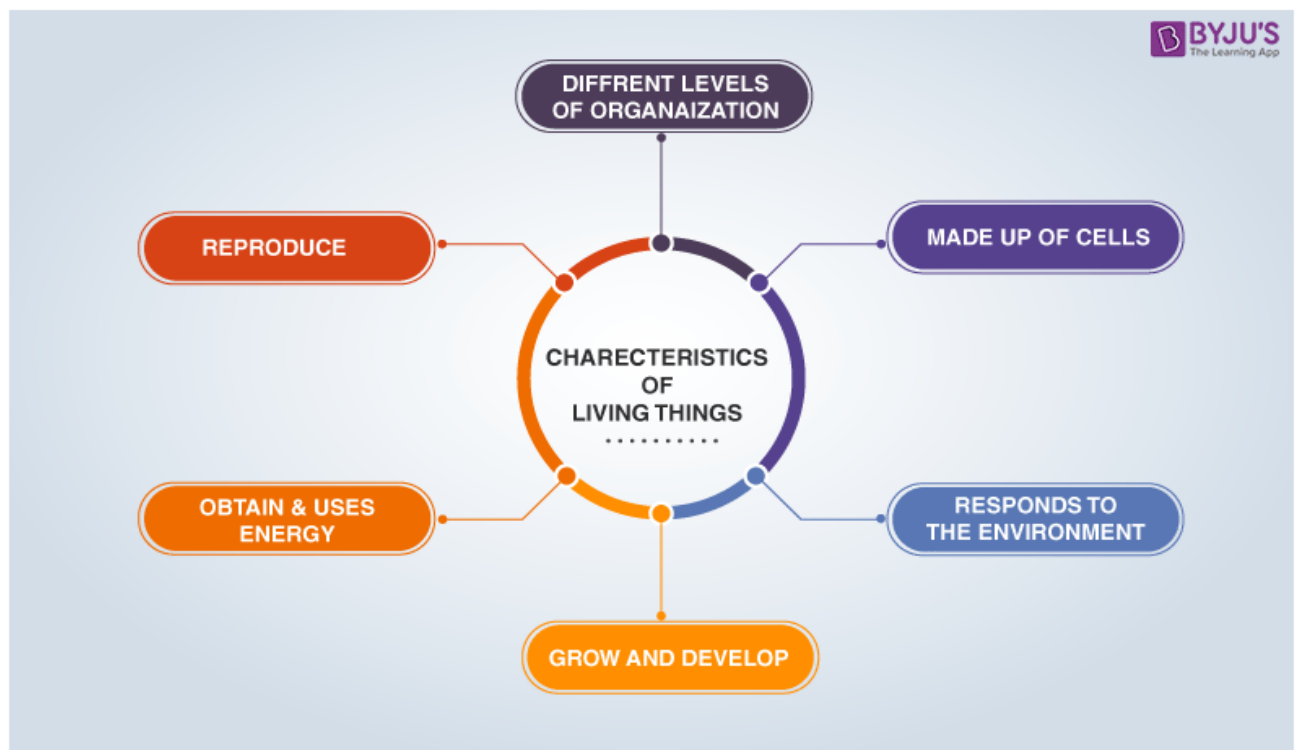 BYJU'S
The Learning App
DIFFRENT LEVELS
OF ORGANAIZATION
REPRODUCE
MADE UP OF CELLS
CHARECTERISTICS
OF
LIVING THINGS
OBTAIN & USES
ENERGY
RESPONDS TO
THE ENVIRONMENT
GROW AND DEVELOP